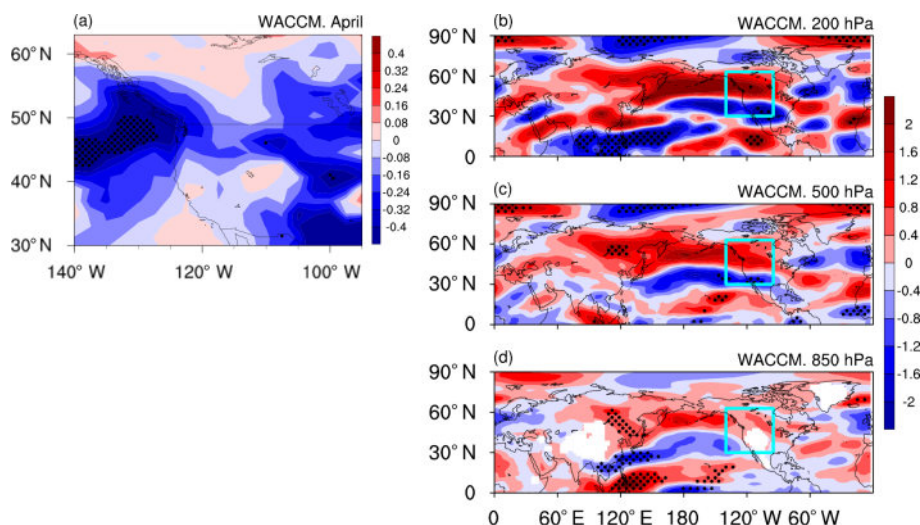 (a) WACCM. April
60° N
50° N
40° N
30° N
140° W 120° W 100° W
0.4
0.32
0.24
0.16
0.08
0
-0.08
-0.16
-0.24
-0.32
-0.4
(b) WACCM. 200 hPa
90° N
60° N
30° N
0
(c) WACCM. 500 hPa
90° N
60° N
30° N
0
(d) WACCM. 850 hPa
90° N
60° N
30° N
0
0 60° E 120° E 180 120° W 60° W
2
1.6
1.2
0.8
0.4
0
-0.4
-0.8
-1.2
-1.6
-2